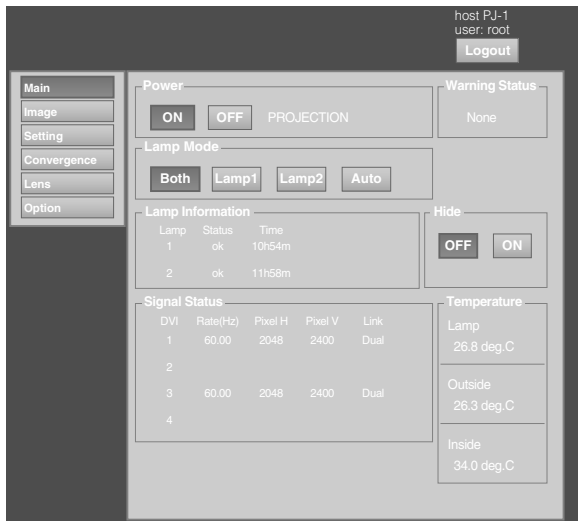 host PJ-1
user: root
Logout
Main
Image
Setting
Convergence
Lens
Option
Power
ON OFF PROJECTION
Warning Status
None
Lamp Mode
Both Lamp1 Lamp2 Auto
Lamp Information
Lamp Status Time
1 ok 10h54m
2 ok 11h58m
Hide
OFF ON
Signal Status
DVI Rate(Hz) Pixel H Pixel V Link
1 60.00 2048 2400 Dual
2
3 60.00 2048 2400 Dual
4
Temperature
Lamp
26.8 deg.C
Outside
26.3 deg.C
Inside
34.0 deg.C